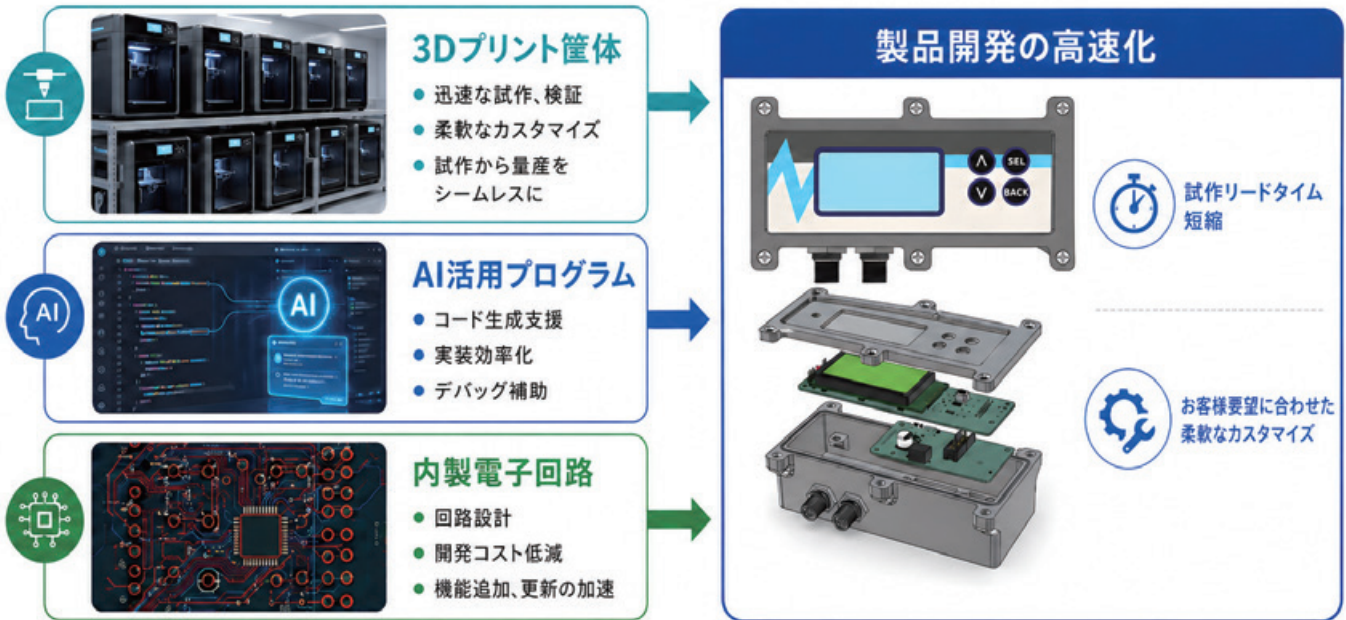 3Dプリント筐体
● 迅速な試作、検証
● 柔軟なカスタマイズ
● 試作から量産を
シームレスに
AI
AI
AI活用プログラム
● コード生成支援
● 実装効率化
● デバッグ補助
内製電子回路
● 回路設計
● 開発コスト低減
● 機能追加、更新の加速
製品開発の高速化
∧ SEL
∨ BACK
試作リードタイム
短縮
お客様要望に合わせた
柔軟なカスタマイズ